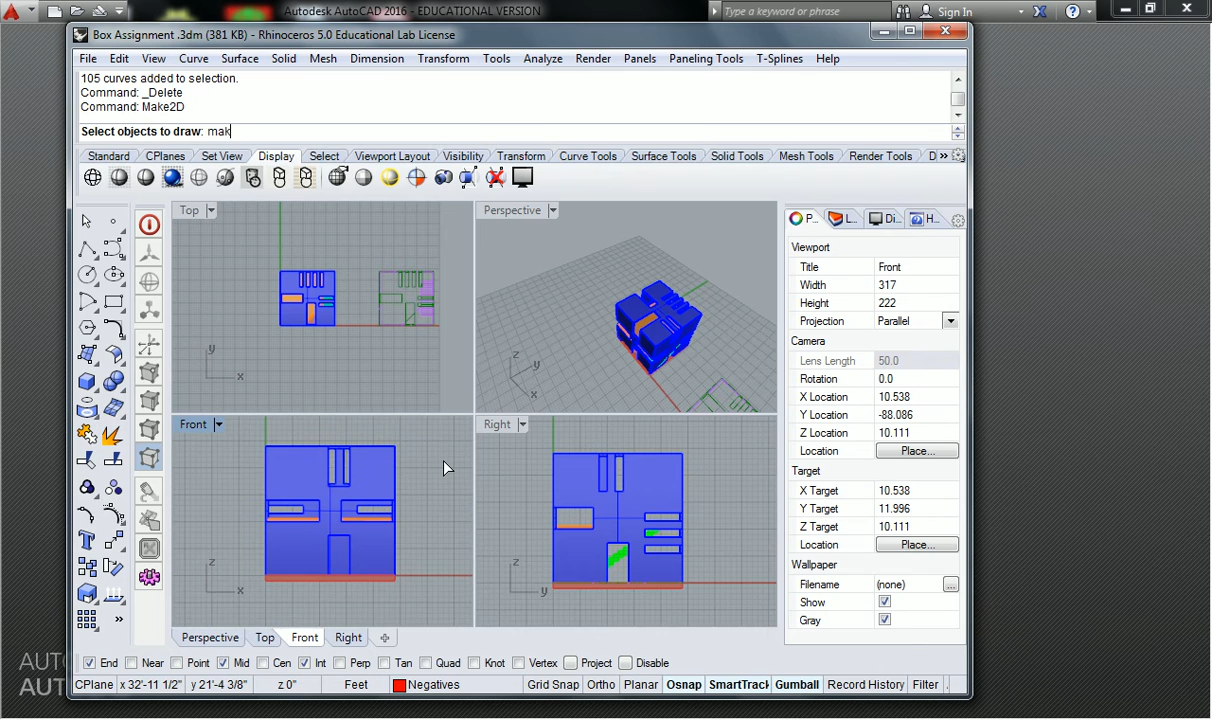 Autodesk AutoCAD 2016 - EDUCATIONAL VERSION
Type a keyword or phrase
Sign In
Box Assignment .3dm (381 KB) - Rhinoceros 5.0 Educational Lab License
File Edit View Curve Surface Solid Mesh Dimension Transform Tools Analyze Render Panels Paneling Tools T-Splines Help
105 curves added to selection.
Command: _Delete
Command: Make2D
Select objects to draw: mak
Standard CPlanes Set View Display Select Viewport Layout Visibility Transform Curve Tools Surface Tools Solid Tools Mesh Tools Render Tools D »
Top
Perspective
P... L... Di... H...
Viewport
Title Front
Width 317
Height 222
Projection Parallel
Camera
Lens Length 50.0
Rotation 0.0
X Location 10.538
Y Location -88.086
Z Location 10.111
Location Place...
Target
X Target 10.538
Y Target 11.996
Z Target 10.111
Location Place...
Wallpaper
Filename (none) ...
Show
Gray
y
x
z
y
x
Front
Right
z
x
z
y
Perspective Top Front Right
End Near Point Mid Cen Int Perp Tan Quad Knot Vertex Project Disable
CPlane x 32'-11 1/2" y 21'-4 3/8" z 0" Feet Negatives Grid Snap Ortho Planar Osnap SmartTrack Gumball Record History Filter
AUTO
AUT